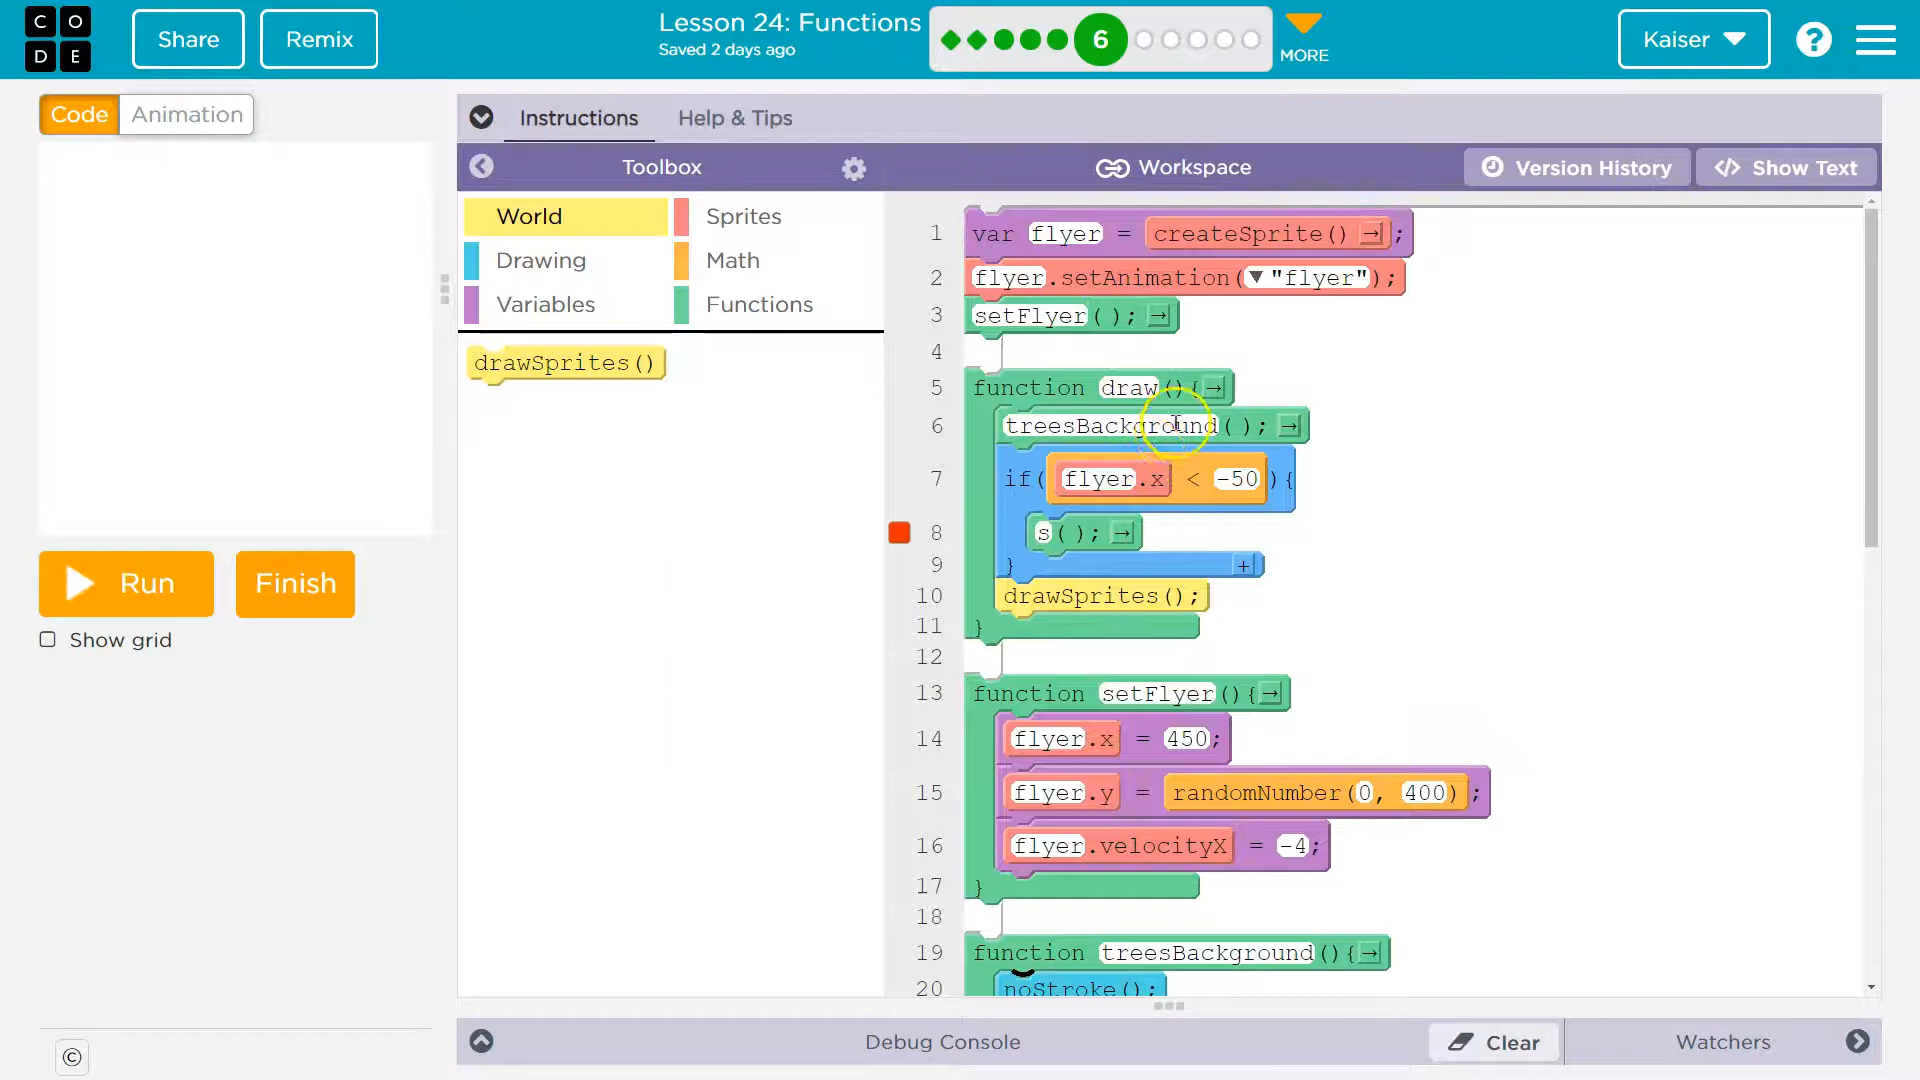 C O
D E
Share
Remix
Lesson 24: Functions
Saved 2 days ago
6
MORE
Kaiser
?
Code
Animation
Instructions
Help & Tips
Toolbox
Workspace
Version History
</> Show Text
World
Sprites
Drawing
Math
Variables
Functions
drawSprites()
1 var flyer = createSprite() → ;
2 flyer.setAnimation(▼ "flyer");
3 setFlyer(); →
4
5 function draw(){ →
6 treesBackground(); →
7 if( flyer.x < -50 ){
8 s(); →
9 } +
10 drawSprites();
11 }
12
13 function setFlyer(){ →
14 flyer.x = 450;
15 flyer.y = randomNumber(0, 400);
16 flyer.velocityX = -4;
17 }
18
19 function treesBackground(){ →
20 noStroke();
Run
Finish
Show grid
©
Debug Console
Clear
Watchers